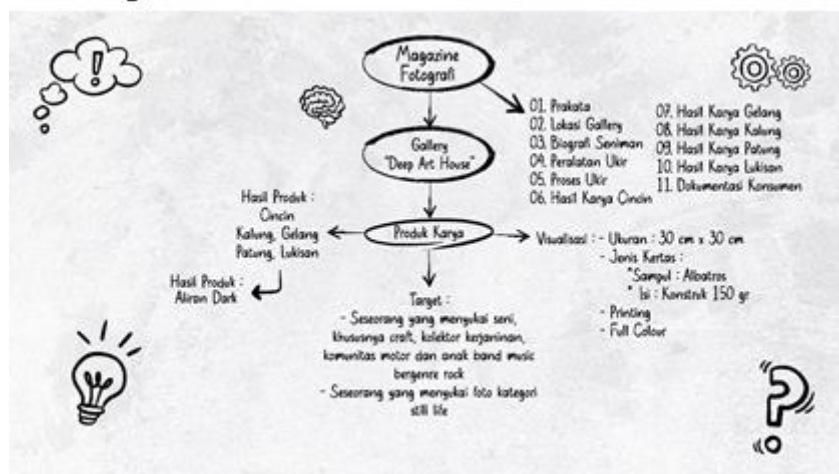 Magazine
Fotografi
01. Prakata
02. Lokasi Gallery
03. Biografi Seniman
04. Peralatan Ukir
05. Proses Ukir
06. Hasil Karya Cincin
07. Hasil Karya Gelang
08. Hasil Karya Kalung
09. Hasil Karya Patung
10. Hasil Karya Lukisan
11. Dokumentasi Konsumen
Gallery
"Deep Art House"
Produk Karya
Hasil Produk :
Cincin
Kalung, Gelang
Patung, Lukisan
Hasil Produk :
Aliran Dark
Visualisasi : - Ukuran : 30 cm x 30 cm
- Jenis Kertas :
*Sampul : Albatros
* Isi : Konstruk 150 gr
- Printing
- Full Colour
Target :
- Seseorang yang menyukai seni,
khususnya craft, kolektor kerjaninan,
komunitas motor dan anak band music
bergenre rock
- Seseorang yang menyukai foto kategori
still life